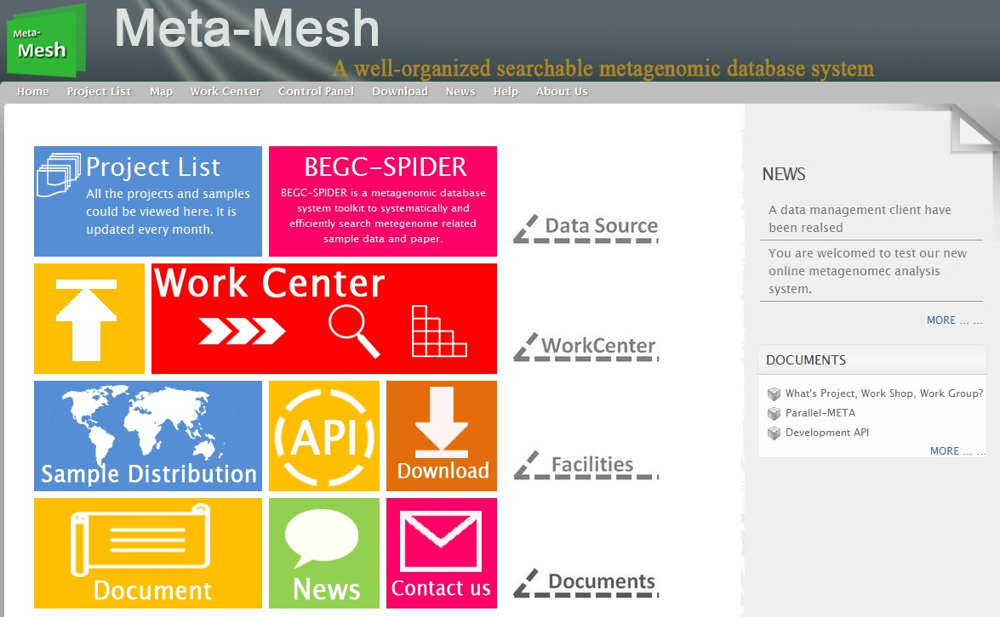 Meta-
Mesh
Meta-Mesh
A well-organized searchable metagenomic database system
Home Project List Map Work Center Control Panel Download News Help About Us
Project List
All the projects and samples
could be viewed here. It is
updated every month.
BEGC-SPIDER
BEGC-SPIDER is a metagenomic database
system toolkit to systematically and
efficiently search metegenome related
sample data and paper.
Data Source
Work Center
WorkCenter
Sample Distribution
API
Download
Facilities
Document
News
Contact us
Documents
NEWS
A data management client have
been realsed
You are welcomed to test our new
online metagenomec analysis
system.
MORE ... ...
DOCUMENTS
What's Project, Work Shop, Work Group?
Parallel-META
Development API
MORE ... ...